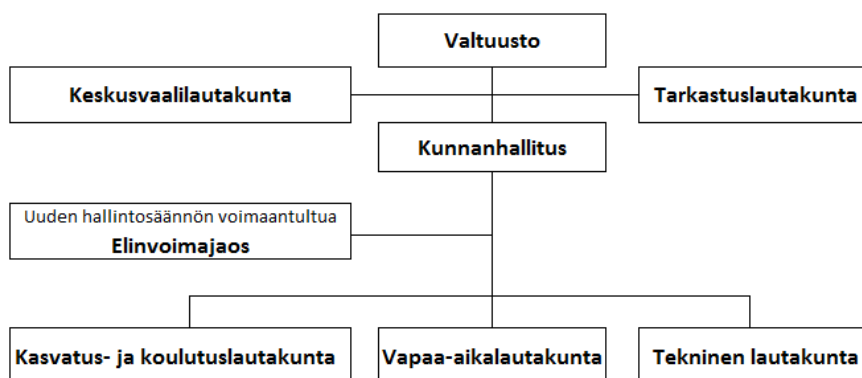 Valtuusto
Keskusvaalilautakunta
Tarkastuslautakunta
Kunnanhallitus
Uuden hallintosäännön voimaantultua
Elinvoimajaos
Kasvatus- ja koulutuslautakunta
Vapaa-aikalautakunta
Tekninen lautakunta